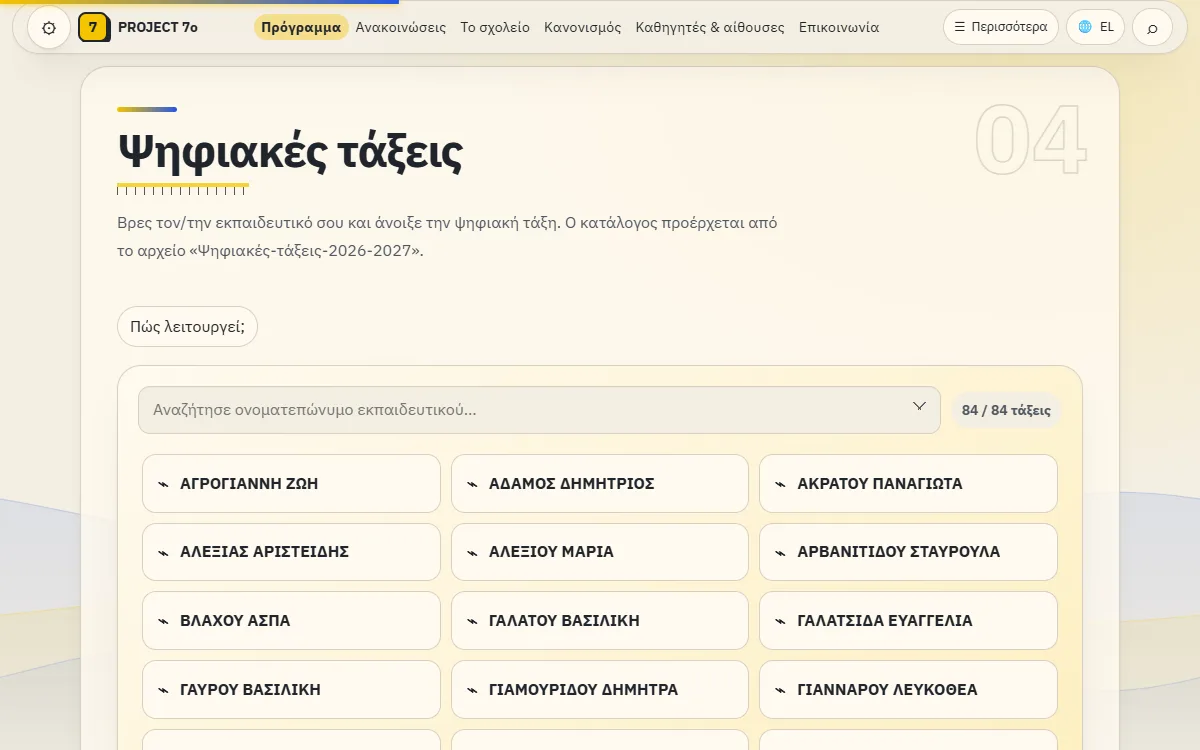 7 PROJECT 7ο Πρόγραμμα Ανακοινώσεις Το σχολείο Κανονισμός Καθηγητές & αίθουσες Επικοινωνία ☰ Περισσότερα 🌐 EL
04
Ψηφιακές τάξεις
Βρες τον/την εκπαιδευτικό σου και άνοιξε την ψηφιακή τάξη. Ο κατάλογος προέρχεται από
το αρχείο «Ψηφιακές-τάξεις-2026-2027».
Πώς λειτουργεί;
Αναζήτησε ονοματεπώνυμο εκπαιδευτικού... 84 / 84 τάξεις
ΑΓΡΟΓΙΑΝΝΗ ΖΩΗ ΑΔΑΜΟΣ ΔΗΜΗΤΡΙΟΣ ΑΚΡΑΤΟΥ ΠΑΝΑΓΙΩΤΑ
ΑΛΕΞΙΑΣ ΑΡΙΣΤΕΙΔΗΣ ΑΛΕΞΙΟΥ ΜΑΡΙΑ ΑΡΒΑΝΙΤΙΔΟΥ ΣΤΑΥΡΟΥΛΑ
ΒΛΑΧΟΥ ΑΣΠΑ ΓΑΛΑΤΟΥ ΒΑΣΙΛΙΚΗ ΓΑΛΑΤΣΙΔΑ ΕΥΑΓΓΕΛΙΑ
ΓΑΥΡΟΥ ΒΑΣΙΛΙΚΗ ΓΙΑΜΟΥΡΙΔΟΥ ΔΗΜΗΤΡΑ ΓΙΑΝΝΑΡΟΥ ΛΕΥΚΟΘΕΑ